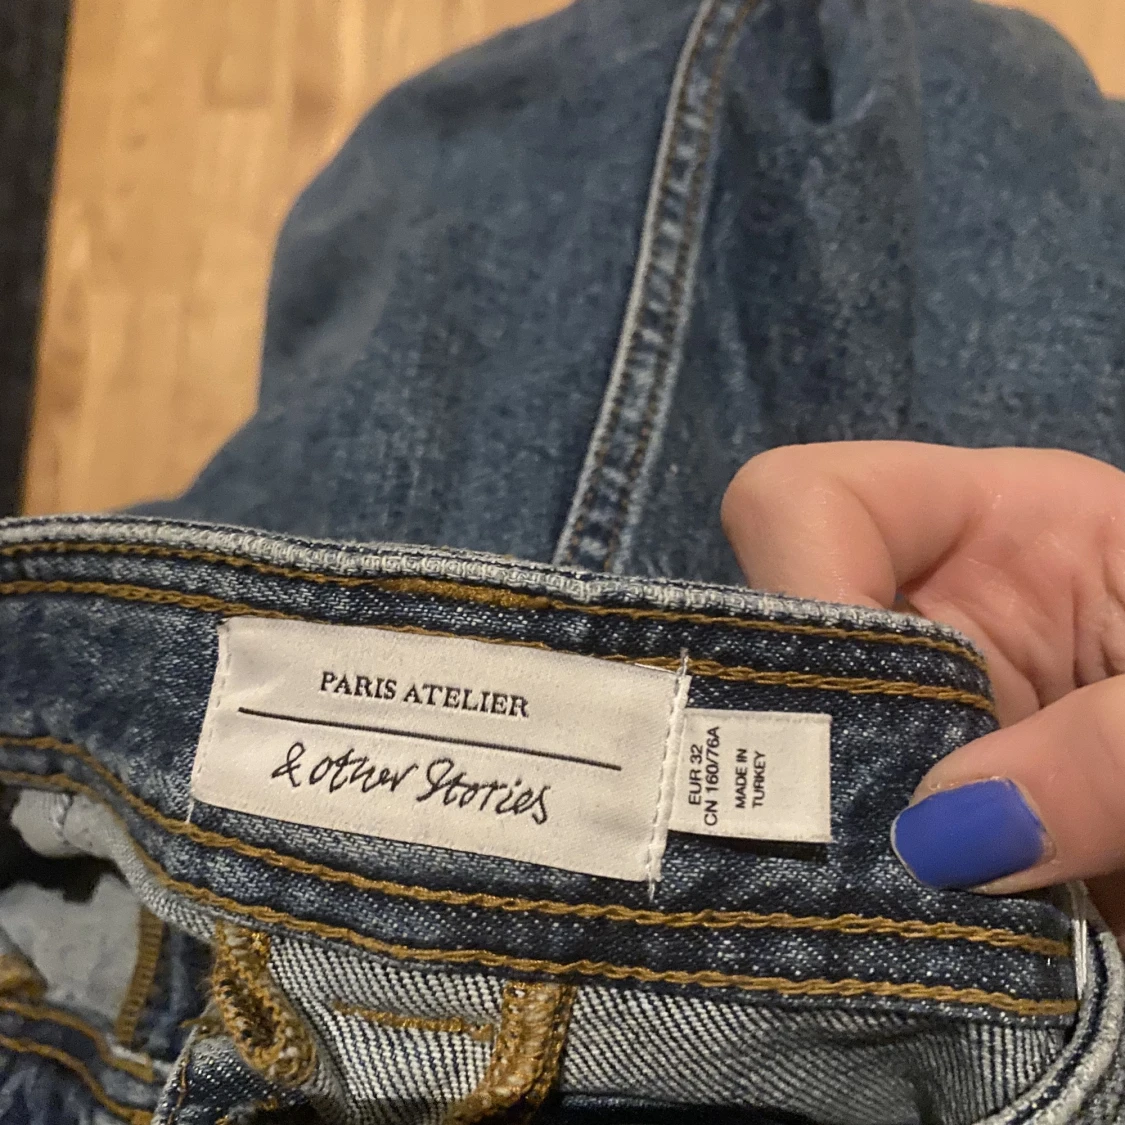 PARIS ATELIER
& other Stories
EUR 32
CN 160/76A
MADE IN
TURKEY